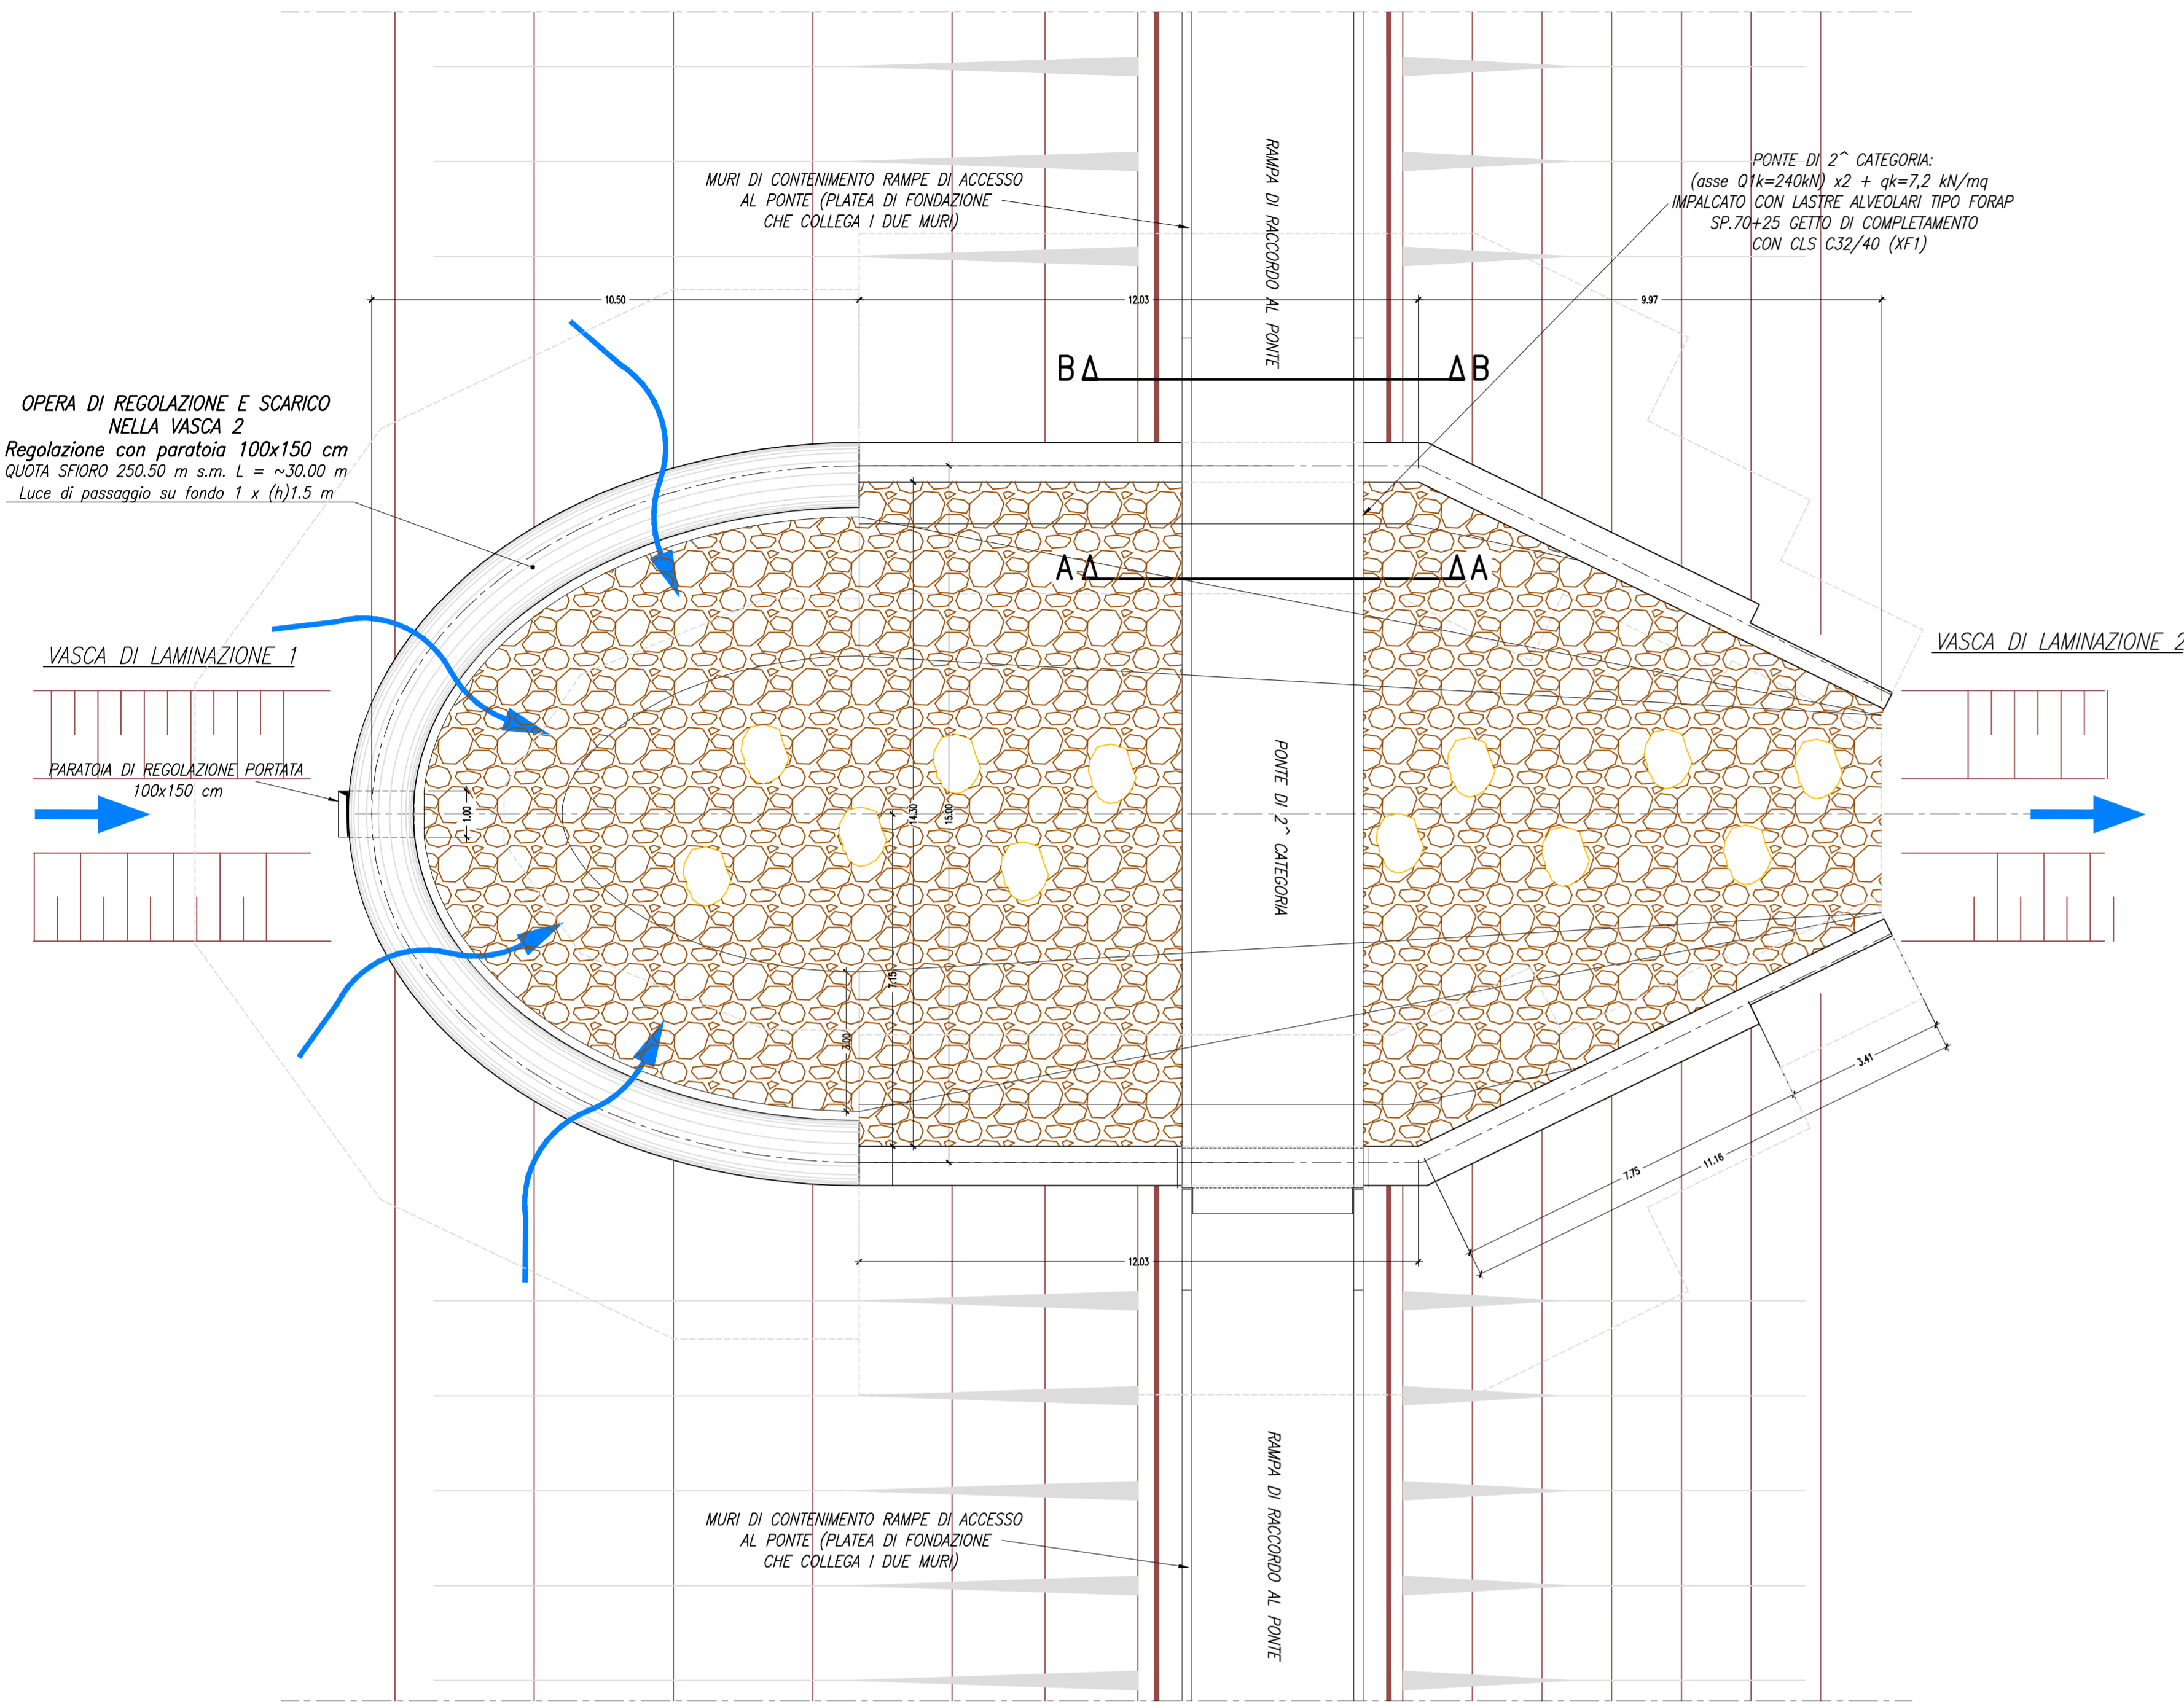 MURI DI CONTENIMENTO RAMPE DI ACCESSO
AL PONTE (PLATEA DI FONDAZIONE
CHE COLLEGA I DUE MURI)
RAMPA DI RACCORDO AL PONTE
PONTE DI 2^ CATEGORIA:
(asse Q1k=240kN) x2 + qk=7,2 kN/mq
IMPALCATO CON LASTRE ALVEOLARI TIPO FORAP
SP.70+25 GETTO DI COMPLETAMENTO
CON CLS C32/40 (XF1)
10.50
12.03
9.97
B B
OPERA DI REGOLAZIONE E SCARICO
NELLA VASCA 2
Regolazione con paratoia 100x150 cm
QUOTA SFIORO 250.50 m s.m. L = ~30.00 m
Luce di passaggio su fondo 1 x (h)1.5 m
A A
VASCA DI LAMINAZIONE 1
VASCA DI LAMINAZIONE 2
PARATOIA DI REGOLAZIONE PORTATA
100x150 cm
1.00
14.30
15.00
PONTE DI 2^ CATEGORIA
7.15
3.00
3.41
7.75
11.16
12.03
MURI DI CONTENIMENTO RAMPE DI ACCESSO
AL PONTE (PLATEA DI FONDAZIONE
CHE COLLEGA I DUE MURI)
RAMPA DI RACCORDO AL PONTE